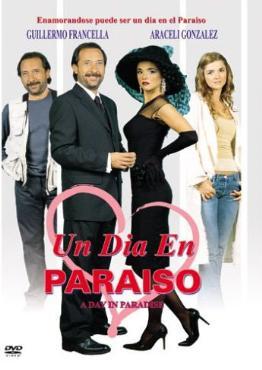 Enamorandose puede ser un dia en el Paraiso
GUILLERMO FRANCELLA ARACELI GONZALEZ
Un Dia En
PARAISO
A DAY IN PARADISE
DVD
VIDEO